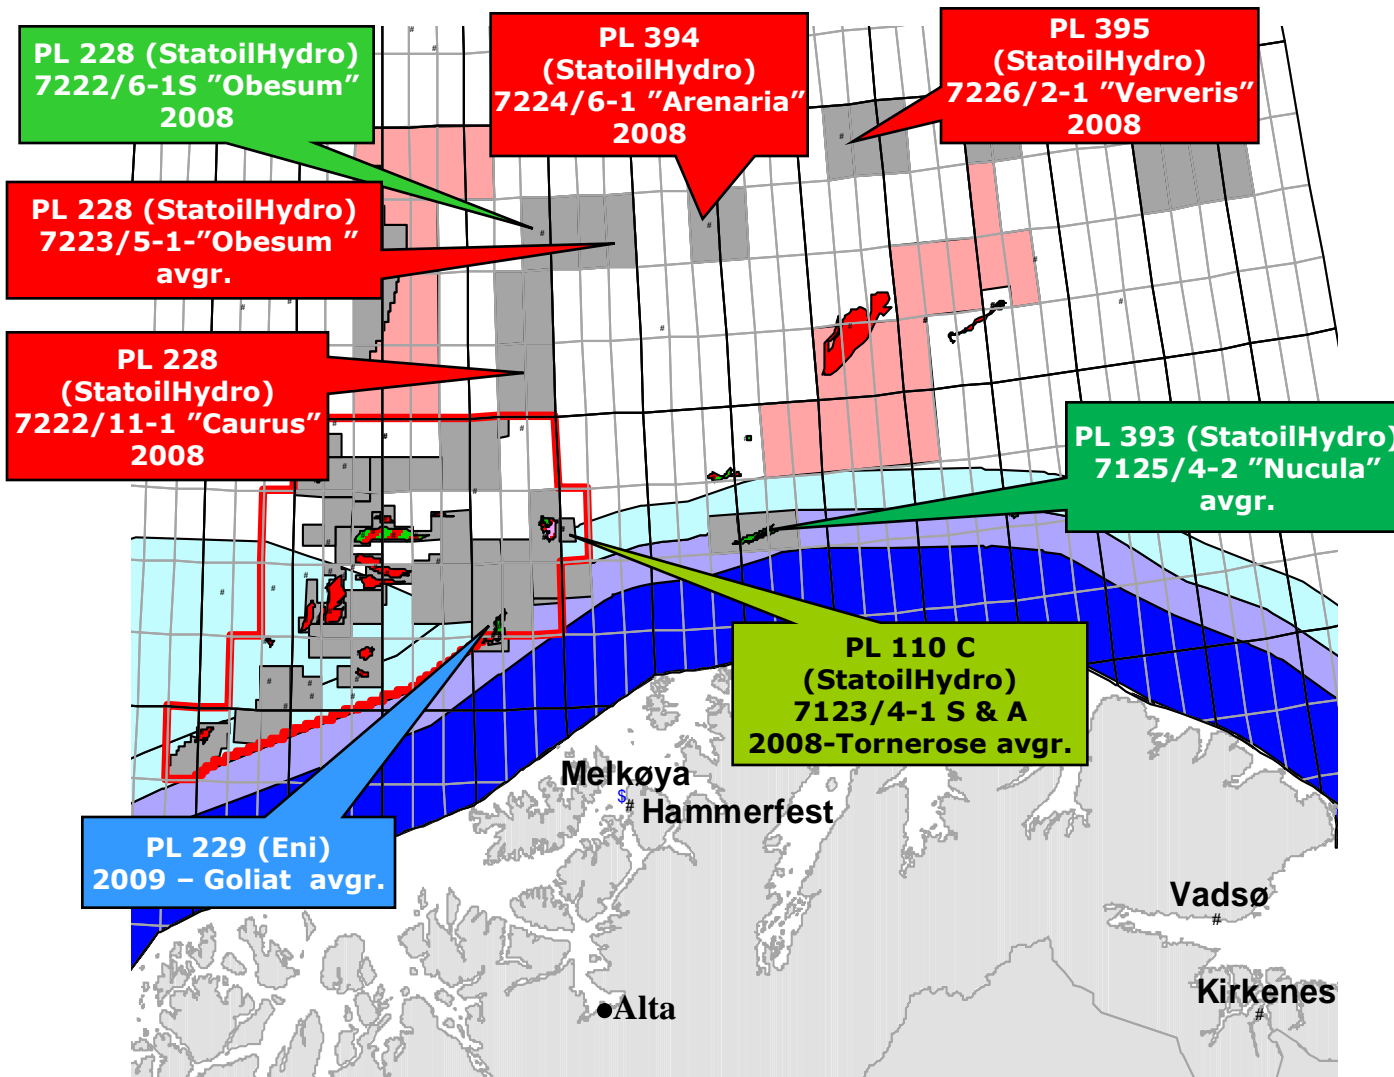 PL 228 (StatoilHydro)
7222/6-1S ”Obesum”
2008
PL 394
(StatoilHydro)
7224/6-1 ”Arenaria”
2008
PL 395
(StatoilHydro)
7226/2-1 ”Ververis”
2008
PL 228 (StatoilHydro)
7223/5-1-”Obesum ”
avgr.
PL 228
(StatoilHydro)
7222/11-1 ”Caurus”
2008
PL 393 (StatoilHydro)
7125/4-2 ”Nucula”
avgr.
PL 110 C
(StatoilHydro)
7123/4-1 S & A
2008-Tornerose avgr.
PL 229 (Eni)
2009 – Goliat avgr.
Melkøya
$
# Hammerfest
Vadsø
#
Kirkenes
#
Alta